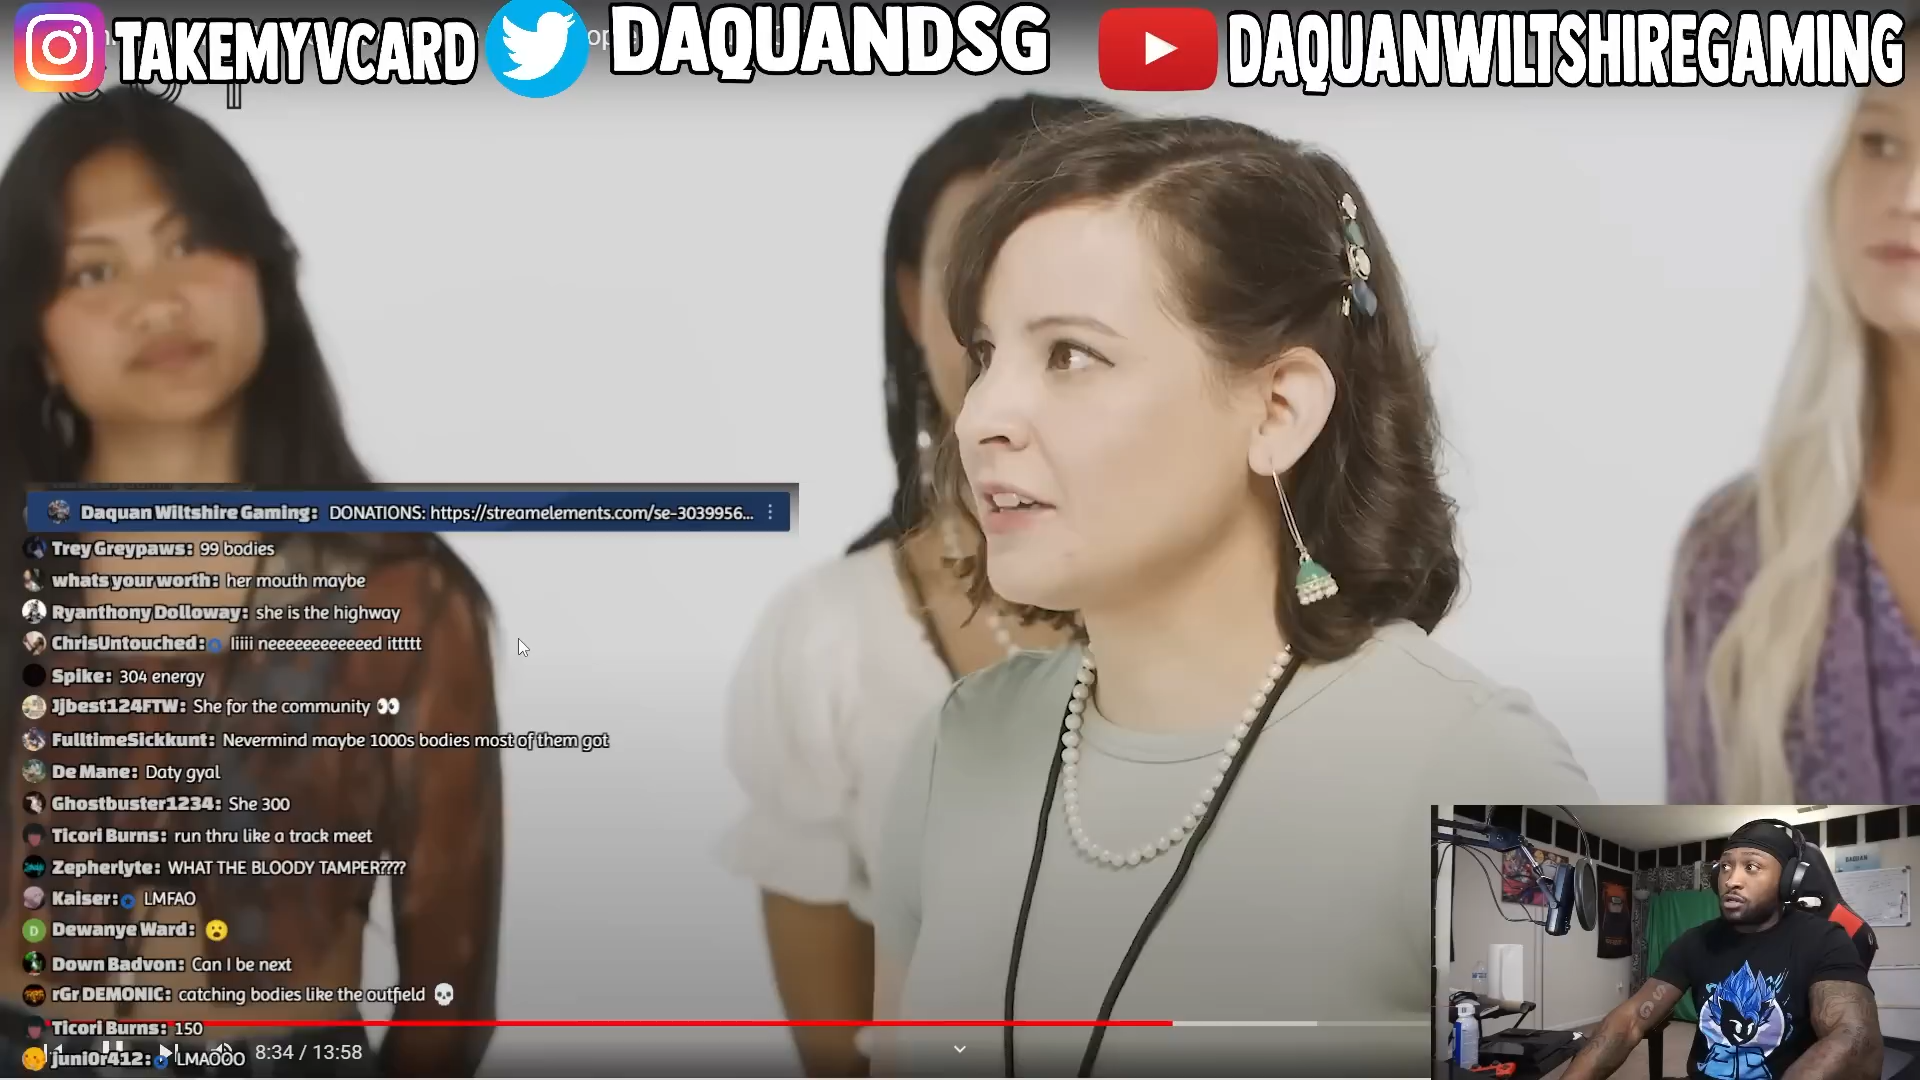 TAKEMYVCARD
DAQUANDSG
DAQUANWILTSHIREGAMING
Daquan Wiltshire Gaming: DONATIONS: https://streamelements.com/se-3039956...
Trey Greypaws: 99 bodies
whats your worth: her mouth maybe
Ryanthony Dolloway: she is the highway
ChrisUntouched: Iiiii neeeeeeeeeeeed ittttt
Spike: 304 energy
Jjbest124FTW: She for the community 👀
FulltimeSickkunt: Nevermind maybe 1000s bodies most of them got
De Mane: Daty gyal
Ghostbuster1234: She 300
Ticori Burns: run thru like a track meet
Zepherlyte: WHAT THE BLOODY TAMPER????
Kaiser: LMFAO
D Dewanye Ward: 😮
Down Badvon: Can I be next
rGr DEMONIC: catching bodies like the outfield 💀
Ticori Burns: 150
juni0r412: LMAOOO
8:34 / 13:58
DAQUAN